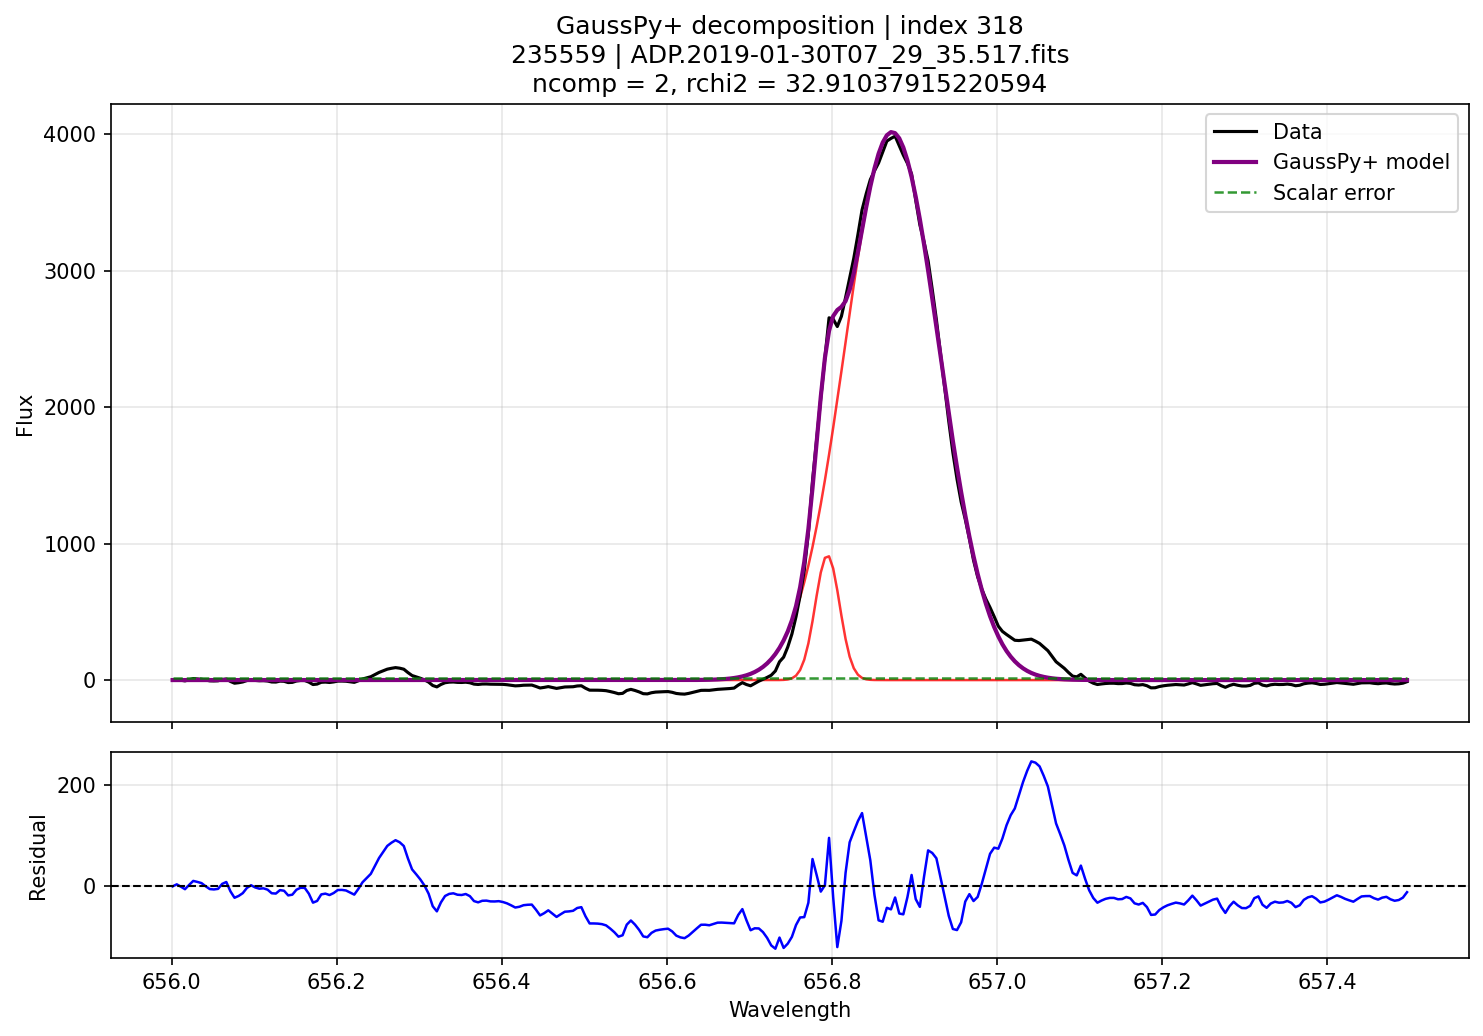 GaussPy+ decomposition | index 318
235559 | ADP.2019-01-30T07_29_35.517.fits
ncomp = 2, rchi2 = 32.91037915220594
Data
GaussPy+ model
Scalar error
Flux
4000
3000
2000
1000
0
Residual
200
0
656.0 656.2 656.4 656.6 656.8 657.0 657.2 657.4
Wavelength